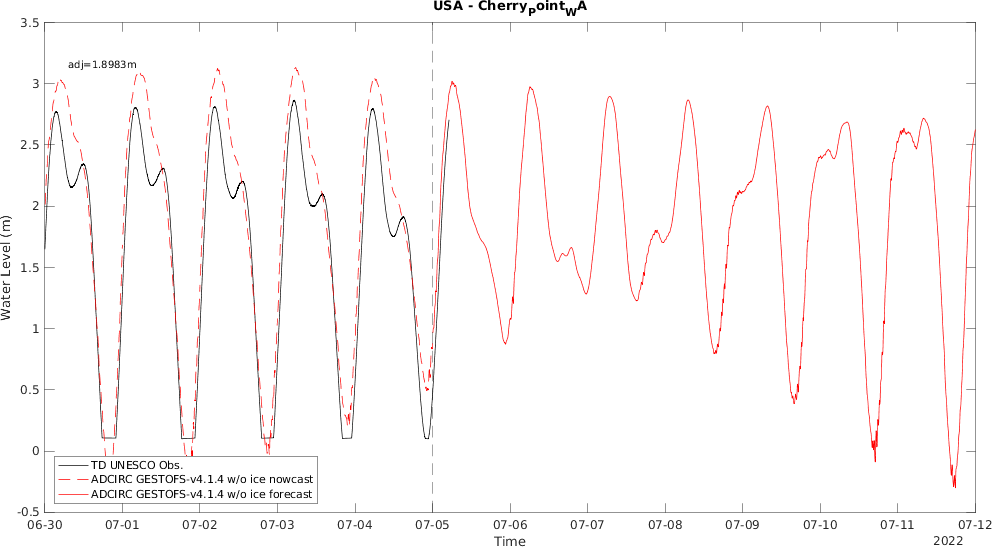 USA - Cherry_Point_WA
adj=1.8983m
Water Level (m)
3.5
3
2.5
2
1.5
1
0.5
0
-0.5
TD UNESCO Obs.
ADCIRC GESTOFS-v4.1.4 w/o ice nowcast
ADCIRC GESTOFS-v4.1.4 w/o ice forecast
06-30 07-01 07-02 07-03 07-04 07-05 07-06 07-07 07-08 07-09 07-10 07-11 07-12
Time
2022